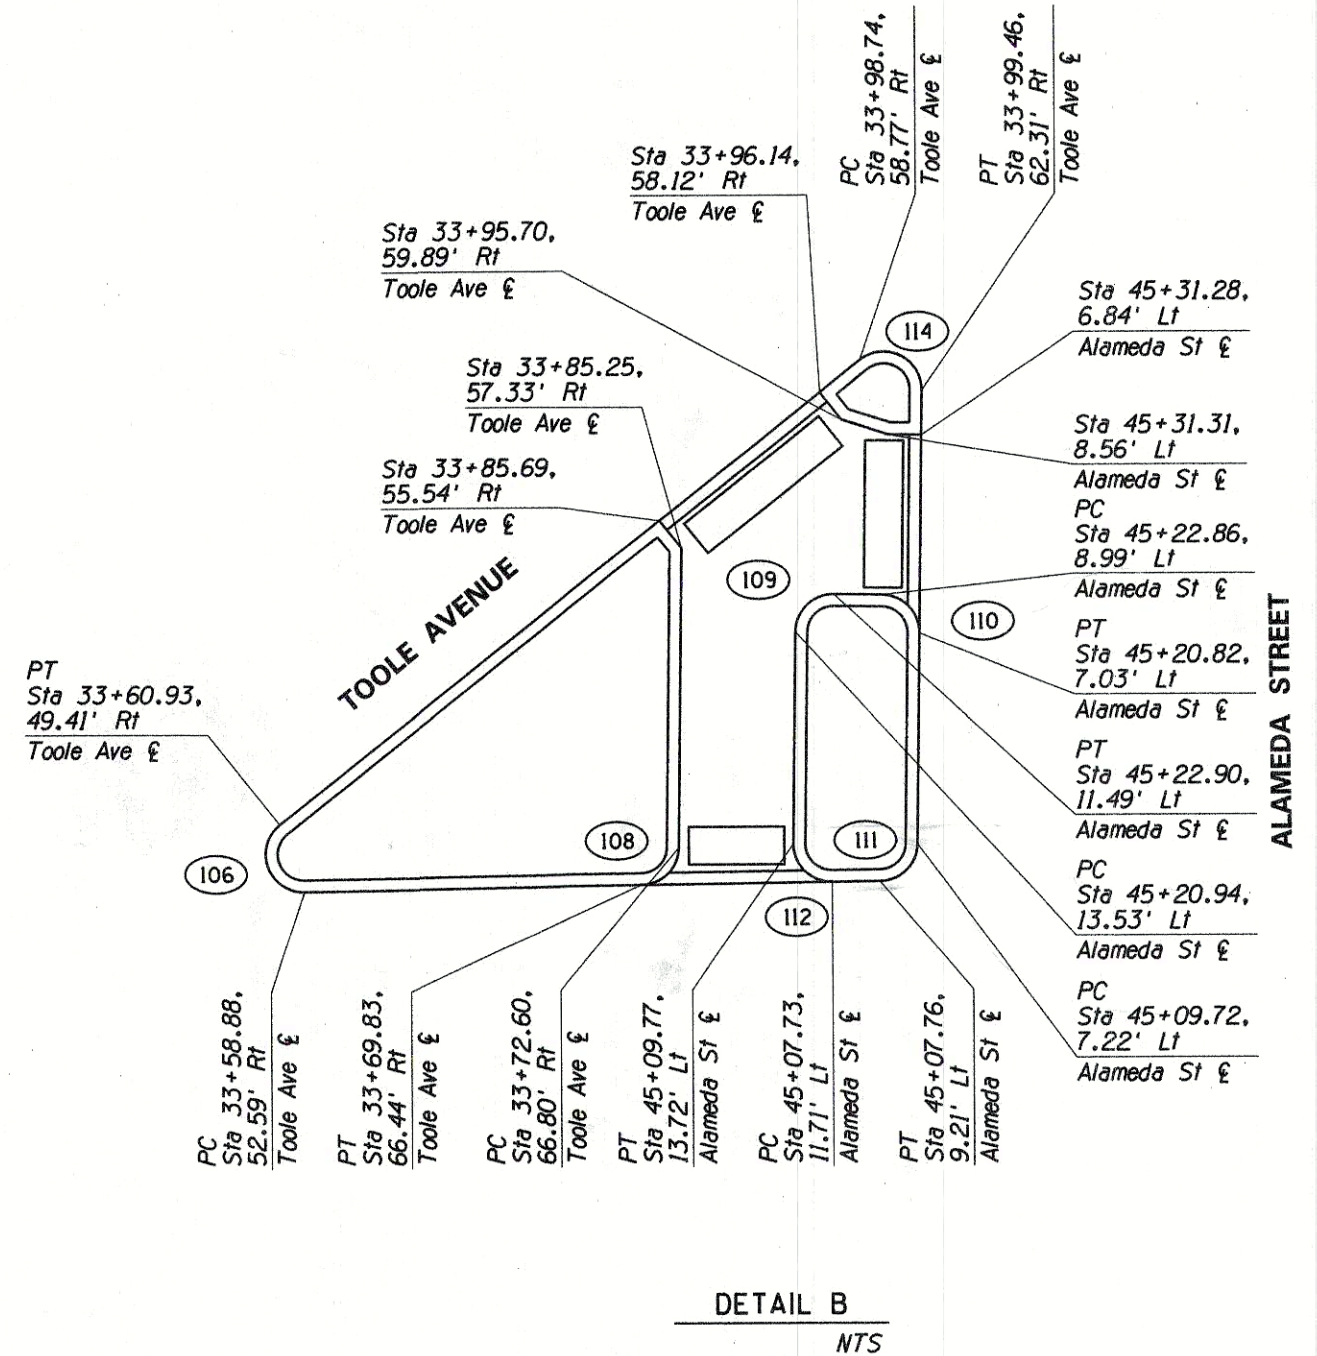 PC
Sta 33+98.74,
58.77' Rt
Toole Ave ℄
PT
Sta 33+99.46,
62.31' Rt
Toole Ave ℄
Sta 33+96.14,
58.12' Rt
Toole Ave ℄
Sta 33+95.70,
59.89' Rt
Toole Ave ℄
Sta 33+85.25,
57.33' Rt
Toole Ave ℄
Sta 33+85.69,
55.54' Rt
Toole Ave ℄
114
Sta 45+31.28,
6.84' Lt
Alameda St ℄
Sta 45+31.31,
8.56' Lt
Alameda St ℄
PC
Sta 45+22.86,
8.99' Lt
Alameda St ℄
PT
Sta 45+20.82,
7.03' Lt
Alameda St ℄
PT
Sta 45+22.90,
11.49' Lt
Alameda St ℄
PC
Sta 45+20.94,
13.53' Lt
Alameda St ℄
PC
Sta 45+09.72,
7.22' Lt
Alameda St ℄
ALAMEDA STREET
TOOLE AVENUE
109
110
PT
Sta 33+60.93,
49.41' Rt
Toole Ave ℄
106
108
111
112
PC
Sta 33+58.88,
52.59' Rt
Toole Ave ℄
PT
Sta 33+69.83,
66.44' Rt
Toole Ave ℄
PC
Sta 33+72.60,
66.80' Rt
Toole Ave ℄
PT
Sta 45+09.77,
13.72' Lt
Alameda St ℄
PC
Sta 45+07.73,
11.71' Lt
Alameda St ℄
PT
Sta 45+07.76,
9.21' Lt
Alameda St ℄
DETAIL B
NTS